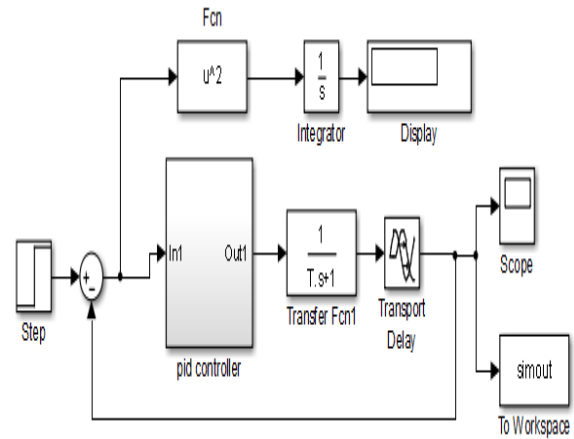 Fcn
u^2
1
s
Integrator
Display
In1
Out1
pid controller
1
T.s+1
Transfer Fcn1
Transport
Delay
Scope
Step
+
−
simout
To Workspace